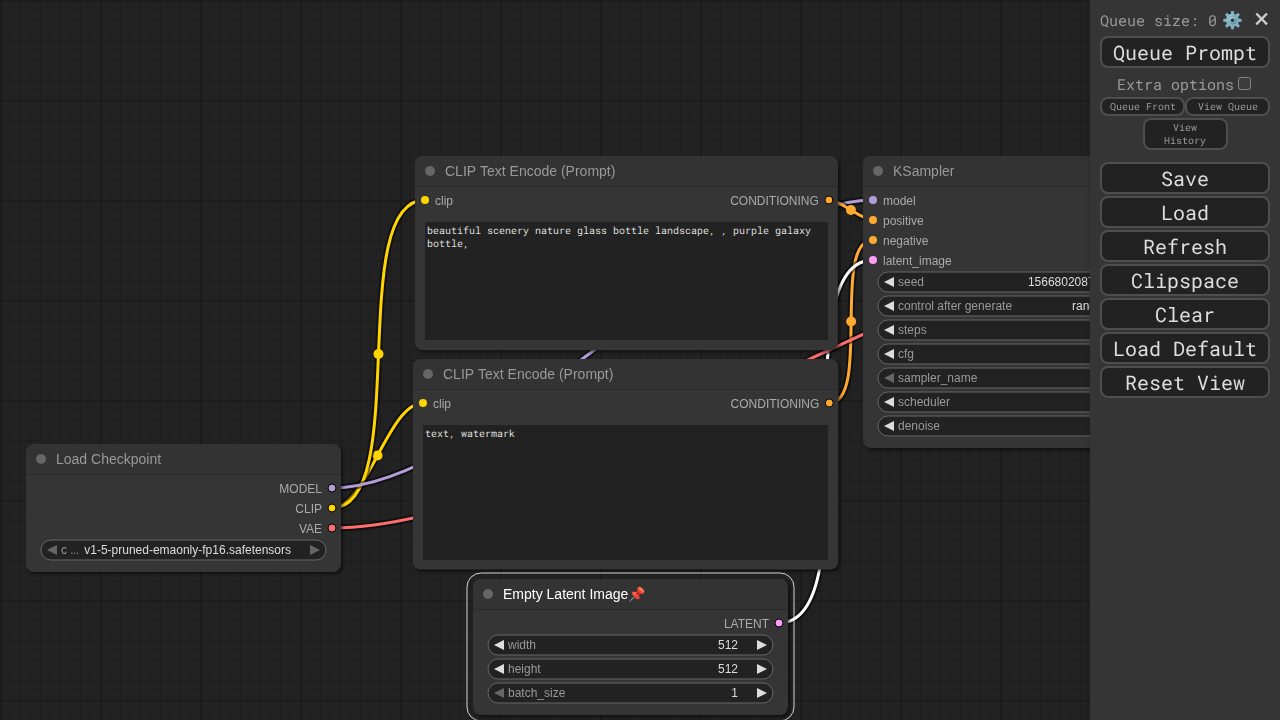 Queue size: 0
Queue Prompt
Extra options
Queue Front
View Queue
View
History
Save
Load
Refresh
Clipspace
Clear
Load Default
Reset View
CLIP Text Encode (Prompt)
clip
CONDITIONING
beautiful scenery nature glass bottle landscape, , purple galaxy
bottle,
KSampler
model
positive
negative
latent_image
seed 1566802087
control after generate ran
steps
cfg
sampler_name
scheduler
denoise
CLIP Text Encode (Prompt)
clip
CONDITIONING
text, watermark
Load Checkpoint
MODEL
CLIP
VAE
c ... v1-5-pruned-emaonly-fp16.safetensors
Empty Latent Image📌
LATENT
width 512
height 512
batch_size 1